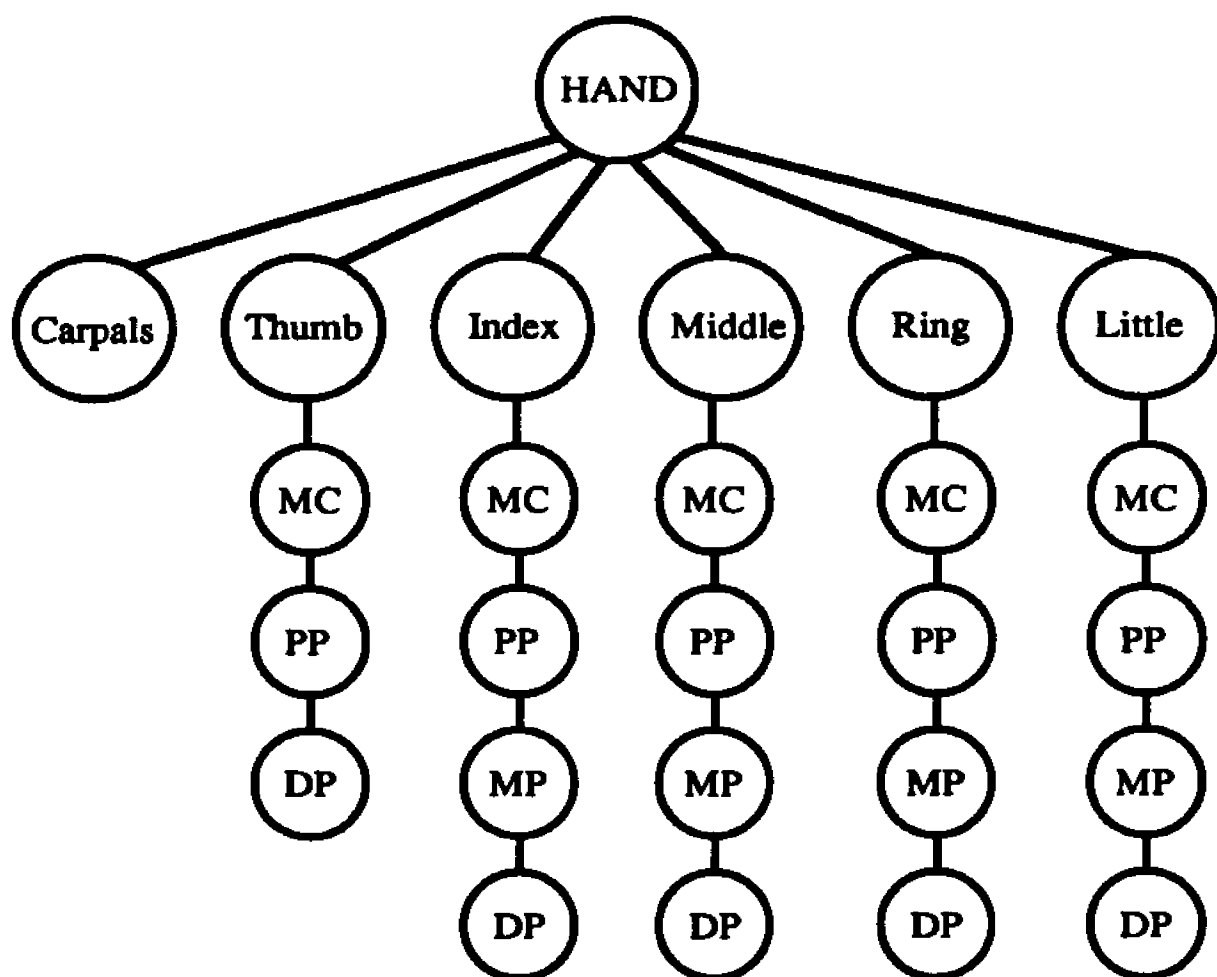 HAND
Carpals Thumb Index Middle Ring Little
MC MC MC MC MC
PP PP PP PP PP
DP MP MP MP MP
DP DP DP DP